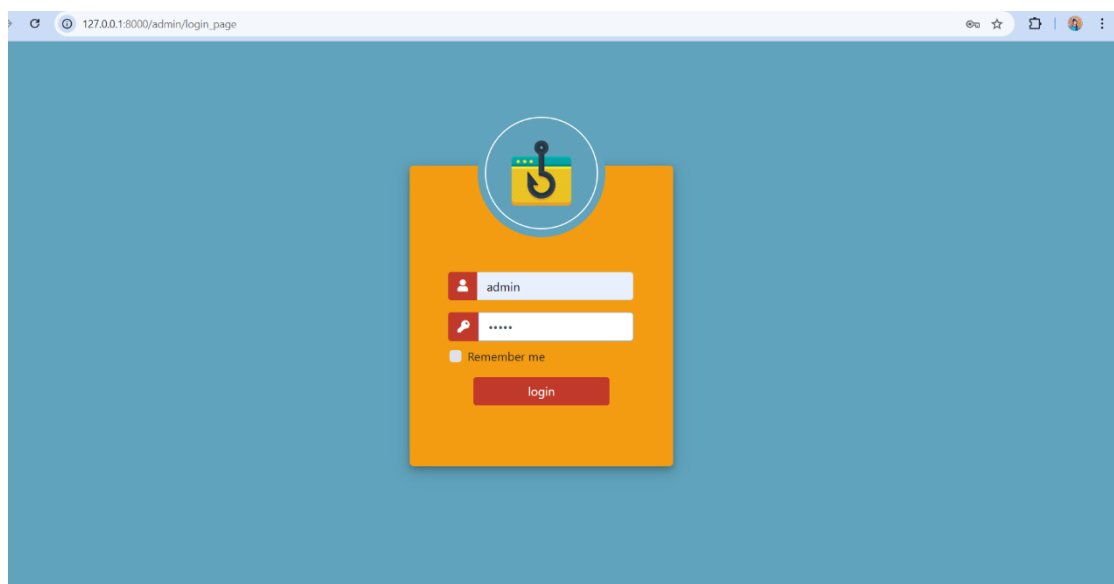 127.0.0.1:8000/admin/login_page
admin
•••••
Remember me
login